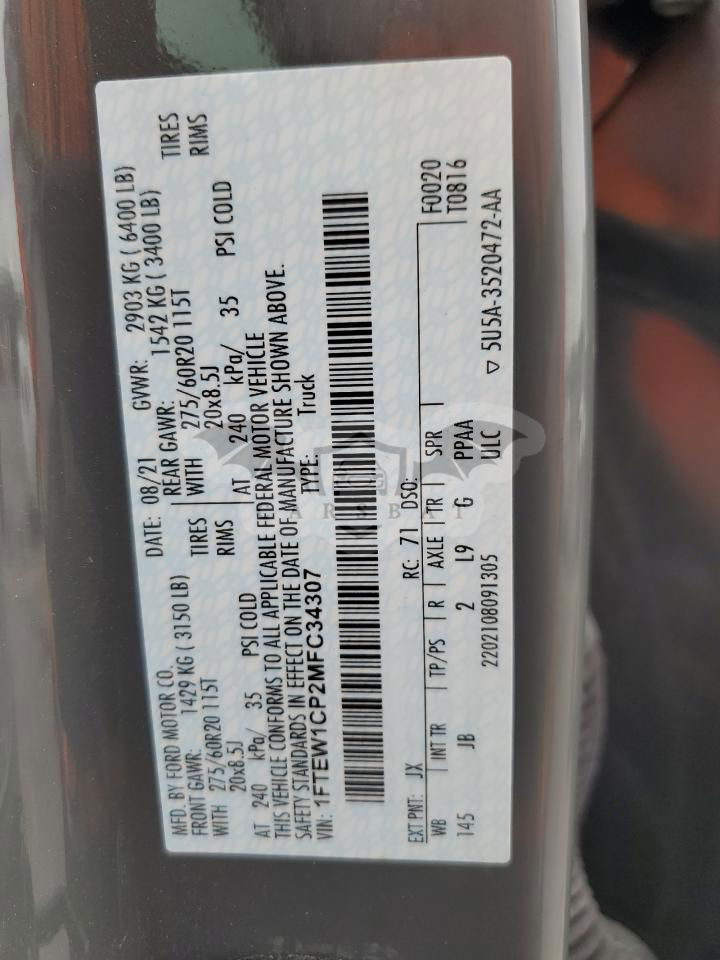 MFD. BY FORD MOTOR CO. DATE: 08/21 GVWR: 2903 KG ( 6400 LB)
FRONT GAWR: 1429 KG ( 3150 LB) REAR GAWR: 1542 KG ( 3400 LB)
WITH 275/60R20 115T TIRES WITH 275/60R20 115T TIRES
20x8.5J RIMS 20x8.5J RIMS
AT 240 kPa/ 35 PSI COLD AT 240 kPa/ 35 PSI COLD
THIS VEHICLE CONFORMS TO ALL APPLICABLE FEDERAL MOTOR VEHICLE
SAFETY STANDARDS IN EFFECT ON THE DATE OF MANUFACTURE SHOWN ABOVE.
VIN: 1FTEW1CP2MFC34307 TYPE: Truck
EXT PNT: JX RC: 71 DSO: F0020
WB INT TR TP/PS R AXLE TR SPR T0816
145 JB 2 L9 G PPAA
2202108091305 ULC ▽ 5U5A-3520472-AA
ARSBAT